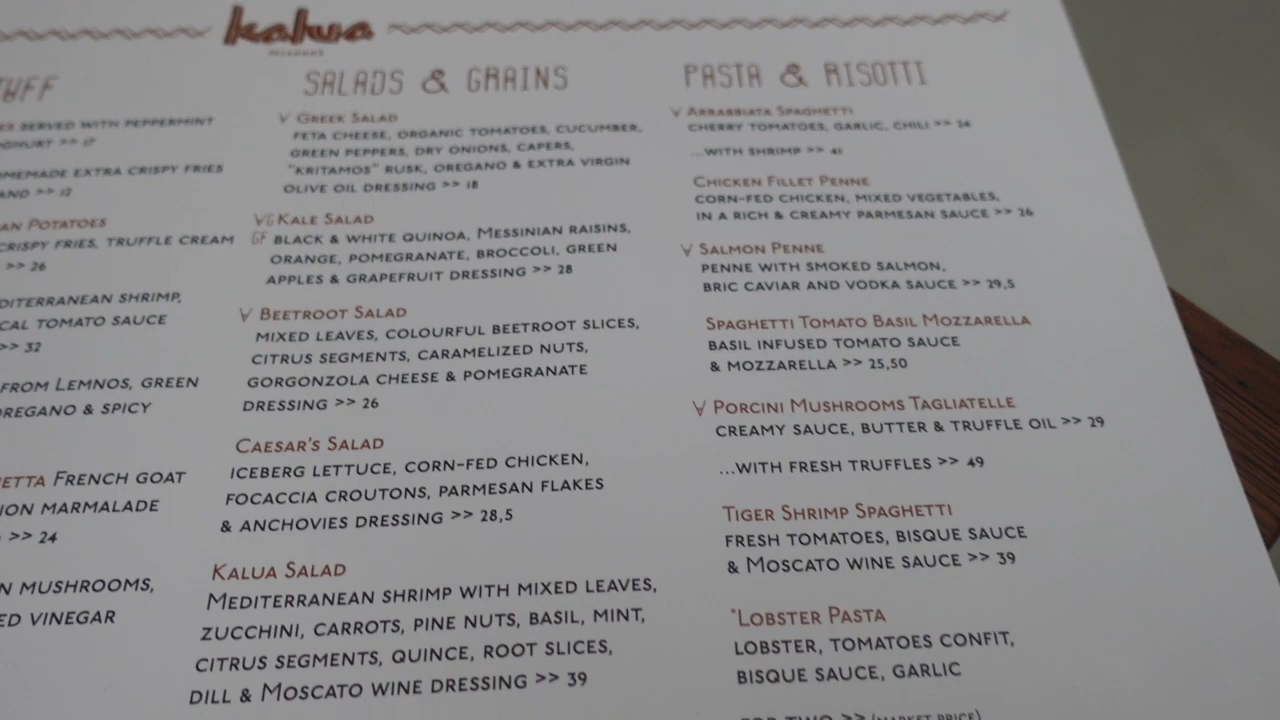 kalua
MYKONOS
SERVED WITH PEPPERMINT
>> 17
HOMEMADE EXTRA CRISPY FRIES
>> 12
POTATOES
CRISPY FRIES, TRUFFLE CREAM
>> 26
SHRIMP,
TOMATO SAUCE
>> 32
FROM LEMNOS, GREEN
OREGANO & SPICY
FRENCH GOAT
MARMALADE
>> 24
MUSHROOMS,
VINEGAR
SALADS & GRAINS
V GREEK SALAD
FETA CHEESE, ORGANIC TOMATOES, CUCUMBER,
GREEN PEPPERS, DRY ONIONS, CAPERS,
"KRITAMOS" RUSK, OREGANO & EXTRA VIRGIN
OLIVE OIL DRESSING >> 18
VG KALE SALAD
GF BLACK & WHITE QUINOA, MESSINIAN RAISINS,
ORANGE, POMEGRANATE, BROCCOLI, GREEN
APPLES & GRAPEFRUIT DRESSING >> 28
V BEETROOT SALAD
MIXED LEAVES, COLOURFUL BEETROOT SLICES,
CITRUS SEGMENTS, CARAMELIZED NUTS,
GORGONZOLA CHEESE & POMEGRANATE
DRESSING >> 26
CAESAR'S SALAD
ICEBERG LETTUCE, CORN-FED CHICKEN,
FOCACCIA CROUTONS, PARMESAN FLAKES
& ANCHOVIES DRESSING >> 28,5
KALUA SALAD
MEDITERRANEAN SHRIMP WITH MIXED LEAVES,
ZUCCHINI, CARROTS, PINE NUTS, BASIL, MINT,
CITRUS SEGMENTS, QUINCE, ROOT SLICES,
DILL & MOSCATO WINE DRESSING >> 39
PASTA & RISOTTI
V ARRABBIATA SPAGHETTI
CHERRY TOMATOES, GARLIC, CHILI >> 24
...WITH SHRIMP >> 41
CHICKEN FILLET PENNE
CORN-FED CHICKEN, MIXED VEGETABLES,
IN A RICH & CREAMY PARMESAN SAUCE >> 26
V SALMON PENNE
PENNE WITH SMOKED SALMON,
BRIC CAVIAR AND VODKA SAUCE >> 29,5
SPAGHETTI TOMATO BASIL MOZZARELLA
BASIL INFUSED TOMATO SAUCE
& MOZZARELLA >> 25,50
V PORCINI MUSHROOMS TAGLIATELLE
CREAMY SAUCE, BUTTER & TRUFFLE OIL >> 29
...WITH FRESH TRUFFLES >> 49
TIGER SHRIMP SPAGHETTI
FRESH TOMATOES, BISQUE SAUCE
& MOSCATO WINE SAUCE >> 39
*LOBSTER PASTA
LOBSTER, TOMATOES CONFIT,
BISQUE SAUCE, GARLIC
FOR TWO >> (MARKET PRICE)